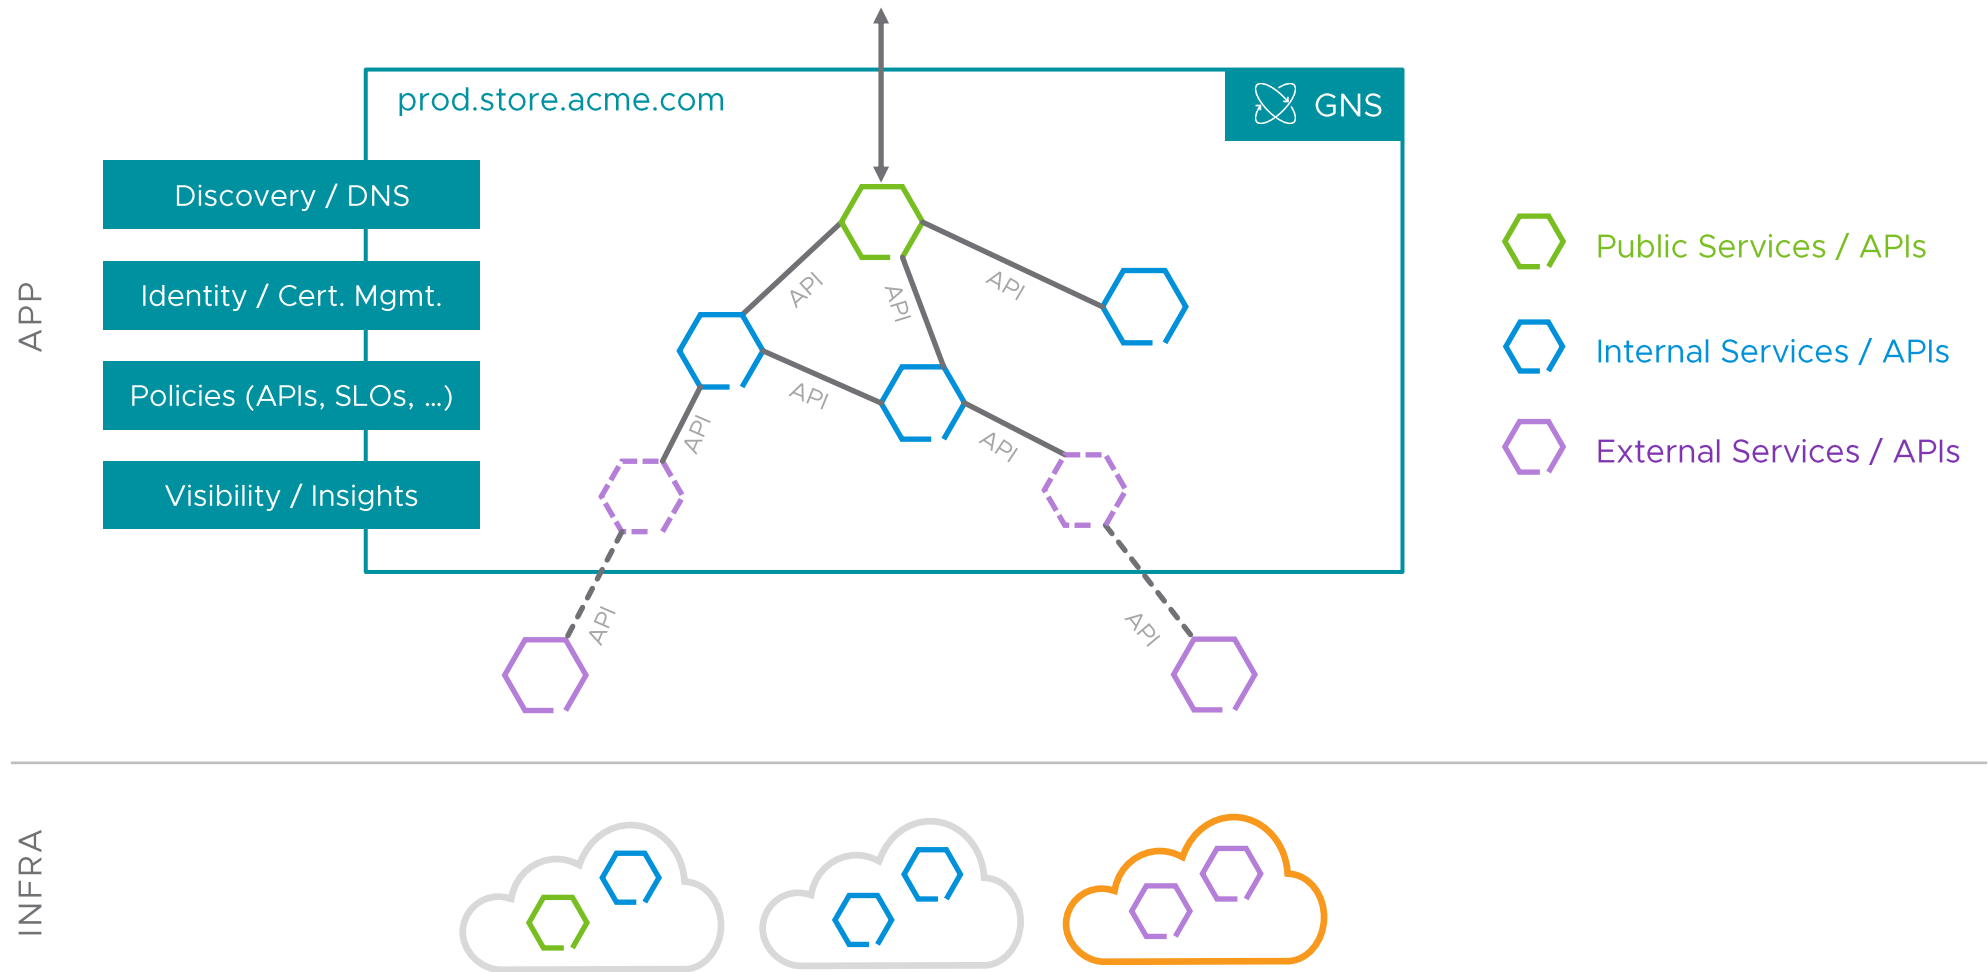 prod.store.acme.com
GNS
APP
Discovery / DNS
Identity / Cert. Mgmt.
Policies (APIs, SLOs, ...)
Visibility / Insights
API
API
API
API
API
API
API
API
Public Services / APIs
Internal Services / APIs
External Services / APIs
INFRA